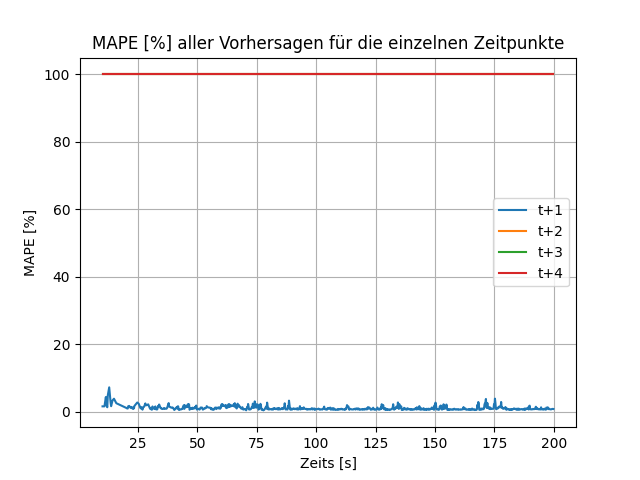 MAPE [%] aller Vorhersagen für die einzelnen Zeitpunkte
MAPE [%]
100
80
60
40
20
0
t+1
t+2
t+3
t+4
25 50 75 100 125 150 175 200
Zeits [s]